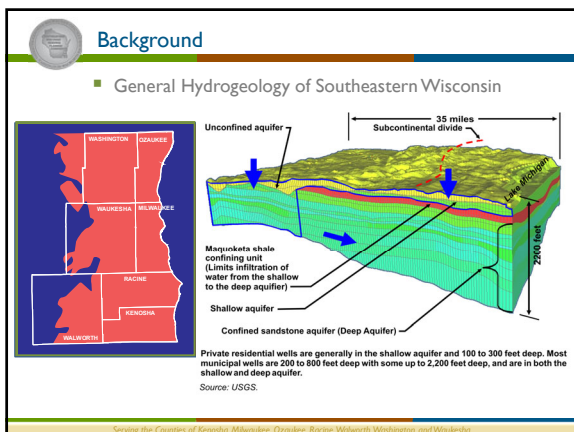 Background
General Hydrogeology of Southeastern Wisconsin
WASHINGTON
OZAUKEE
WAUKESHA
MILWAUKEE
RACINE
KENOSHA
WALWORTH
35 miles
Subcontinental divide
Unconfined aquifer
Lake Michigan
2200 feet
Maquoketa shale
confining unit
(Limits infiltration of
water from the shallow
to the deep aquifer)
Shallow aquifer
Confined sandstone aquifer (Deep Aquifer)
Private residential wells are generally in the shallow aquifer and 100 to 300 feet deep. Most
municipal wells are 200 to 800 feet deep with some up to 2,200 feet deep, and are in both the
shallow and deep aquifer.
Source: USGS.
Serving the Counties of Kenosha, Milwaukee, Ozaukee, Racine, Walworth, Washington, and Waukesha